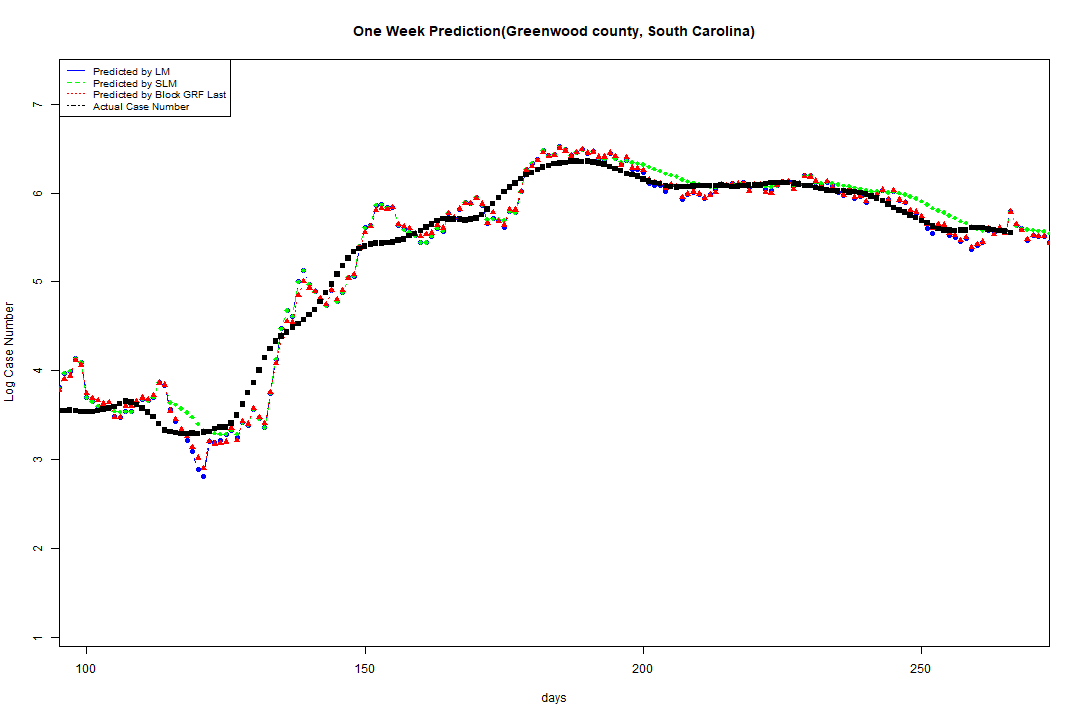 One Week Prediction(Greenwood county, South Carolina)
Predicted by LM
Predicted by SLM
Predicted by Block GRF Last
Actual Case Number
Log Case Number
7
6
5
4
3
2
1
100 150 200 250
days